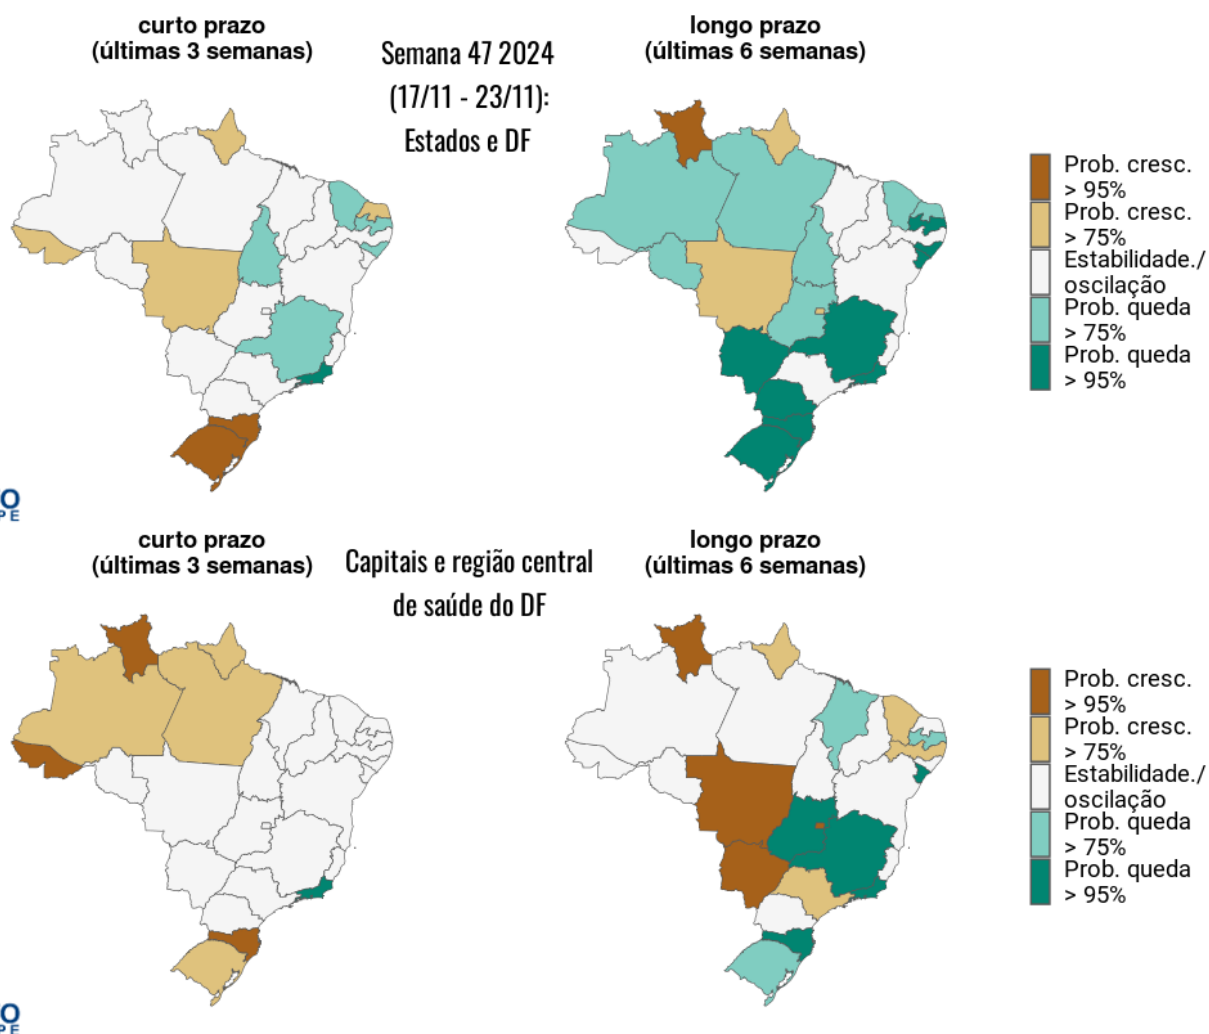 curto prazo
(últimas 3 semanas)
Semana 47 2024
(17/11 - 23/11):
Estados e DF
longo prazo
(últimas 6 semanas)
Prob. cresc.
> 95%
Prob. cresc.
> 75%
Estabilidade./
oscilação
Prob. queda
> 75%
Prob. queda
> 95%
O
PE
curto prazo
(últimas 3 semanas)
Capitais e região central
de saúde do DF
longo prazo
(últimas 6 semanas)
Prob. cresc.
> 95%
Prob. cresc.
> 75%
Estabilidade./
oscilação
Prob. queda
> 75%
Prob. queda
> 95%
O
PE